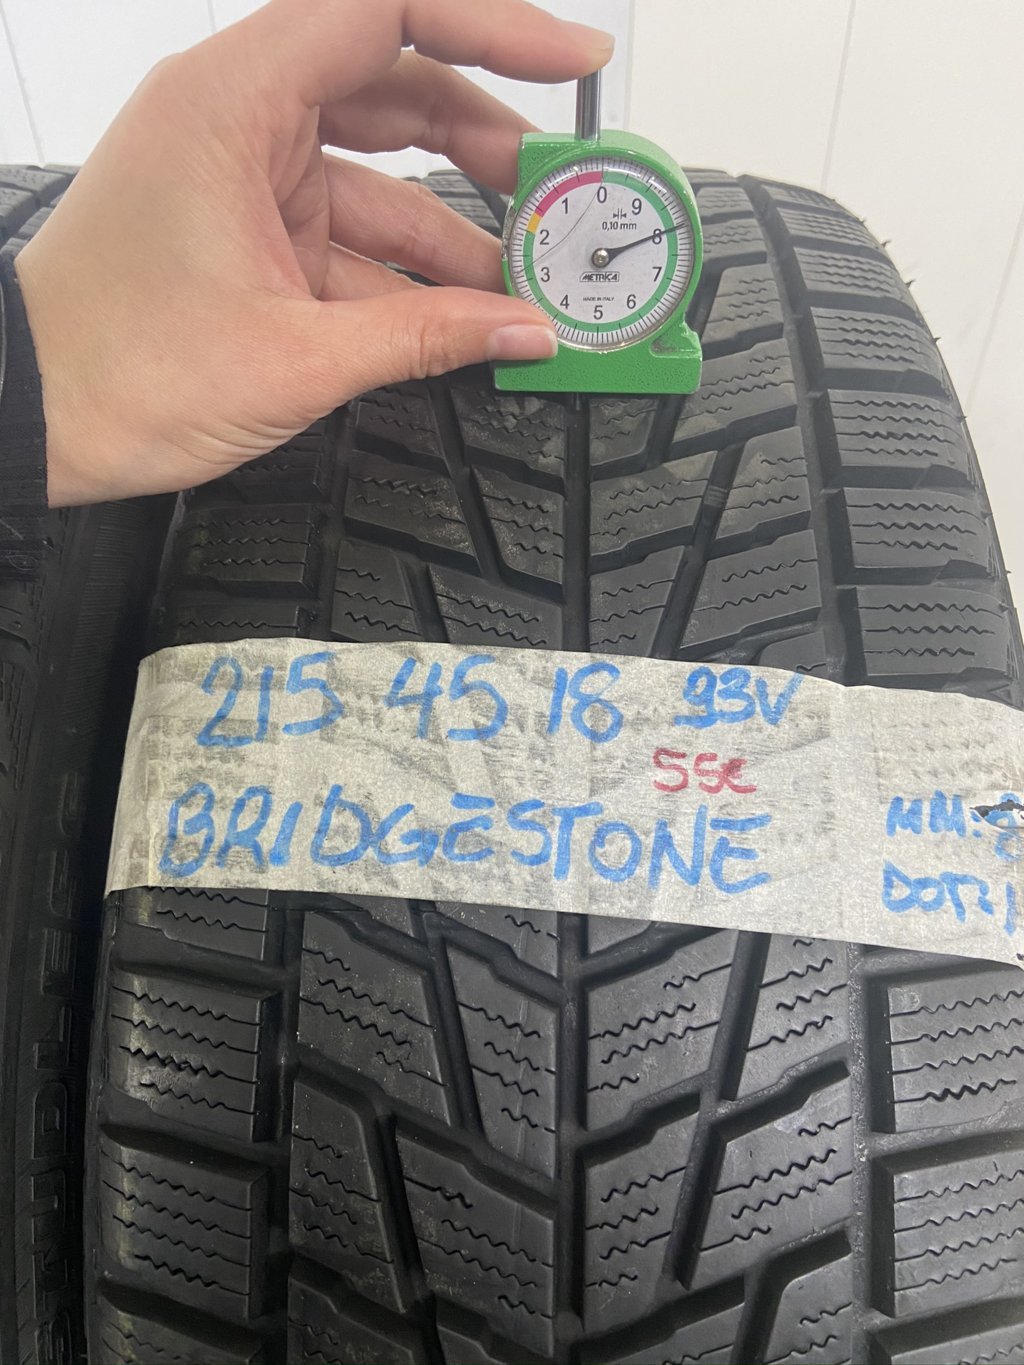 0
1 9
0,10 mm
2 8
3 METRICA 7
MADE IN ITALY
4 6
5
215 45 18 93V
SSC
BRIDGESTONE
MM:
DOT: